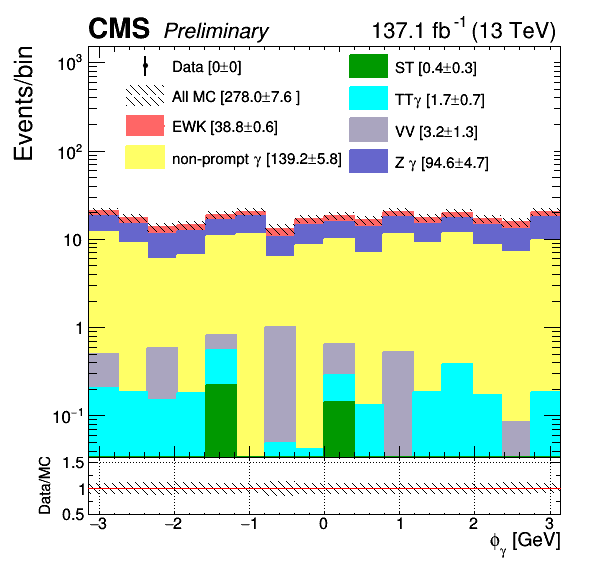 CMS Preliminary 137.1 fb⁻¹ (13 TeV)
Events/bin
Data [0±0]
All MC [278.0±7.6 ]
EWK [38.8±0.6]
non-prompt γ [139.2±5.8]
ST [0.4±0.3]
TTγ [1.7±0.7]
VV [3.2±1.3]
Z γ [94.6±4.7]
10³
10²
10
1
10⁻¹
Data/MC
1.5
1
0.5
−3 −2 −1 0 1 2 3
ϕγ [GeV]